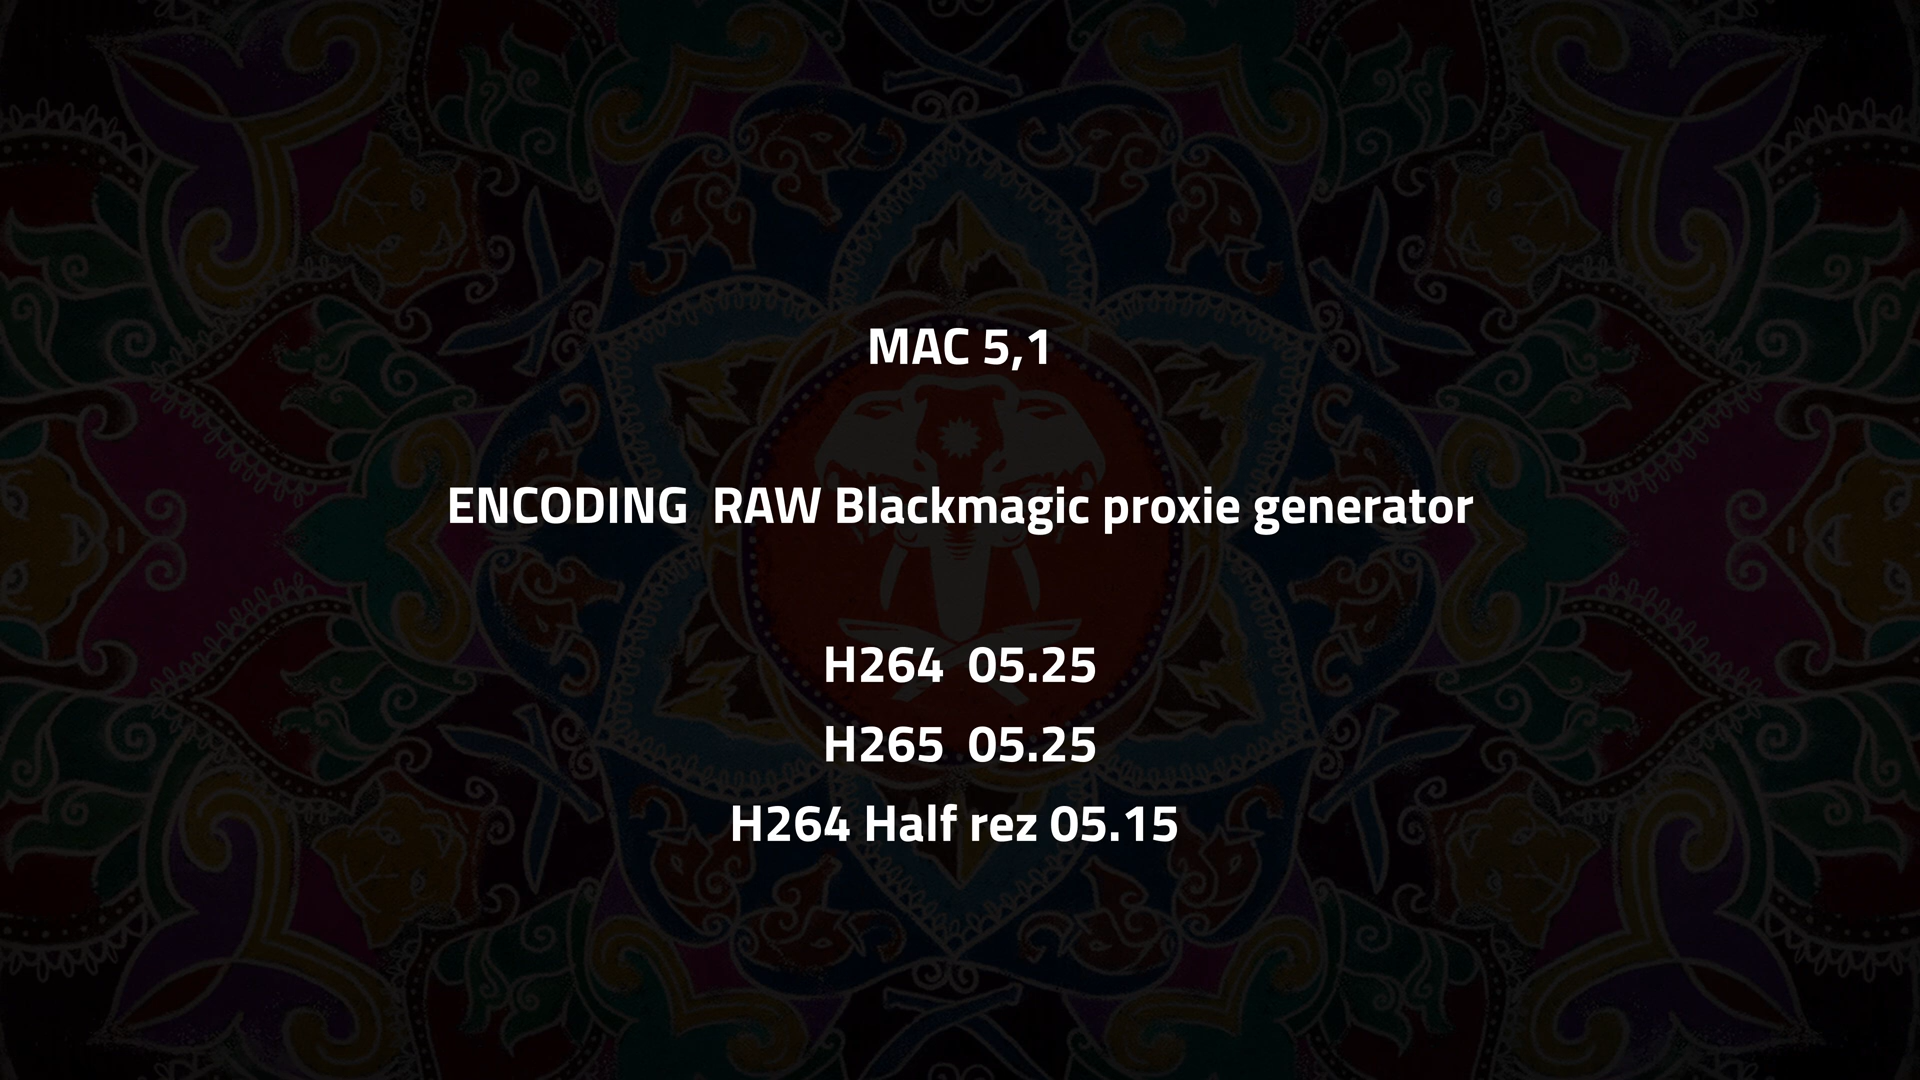 MAC 5,1
ENCODING  RAW Blackmagic proxie generator
H264  05.25
H265  05.25
H264 Half rez 05.15